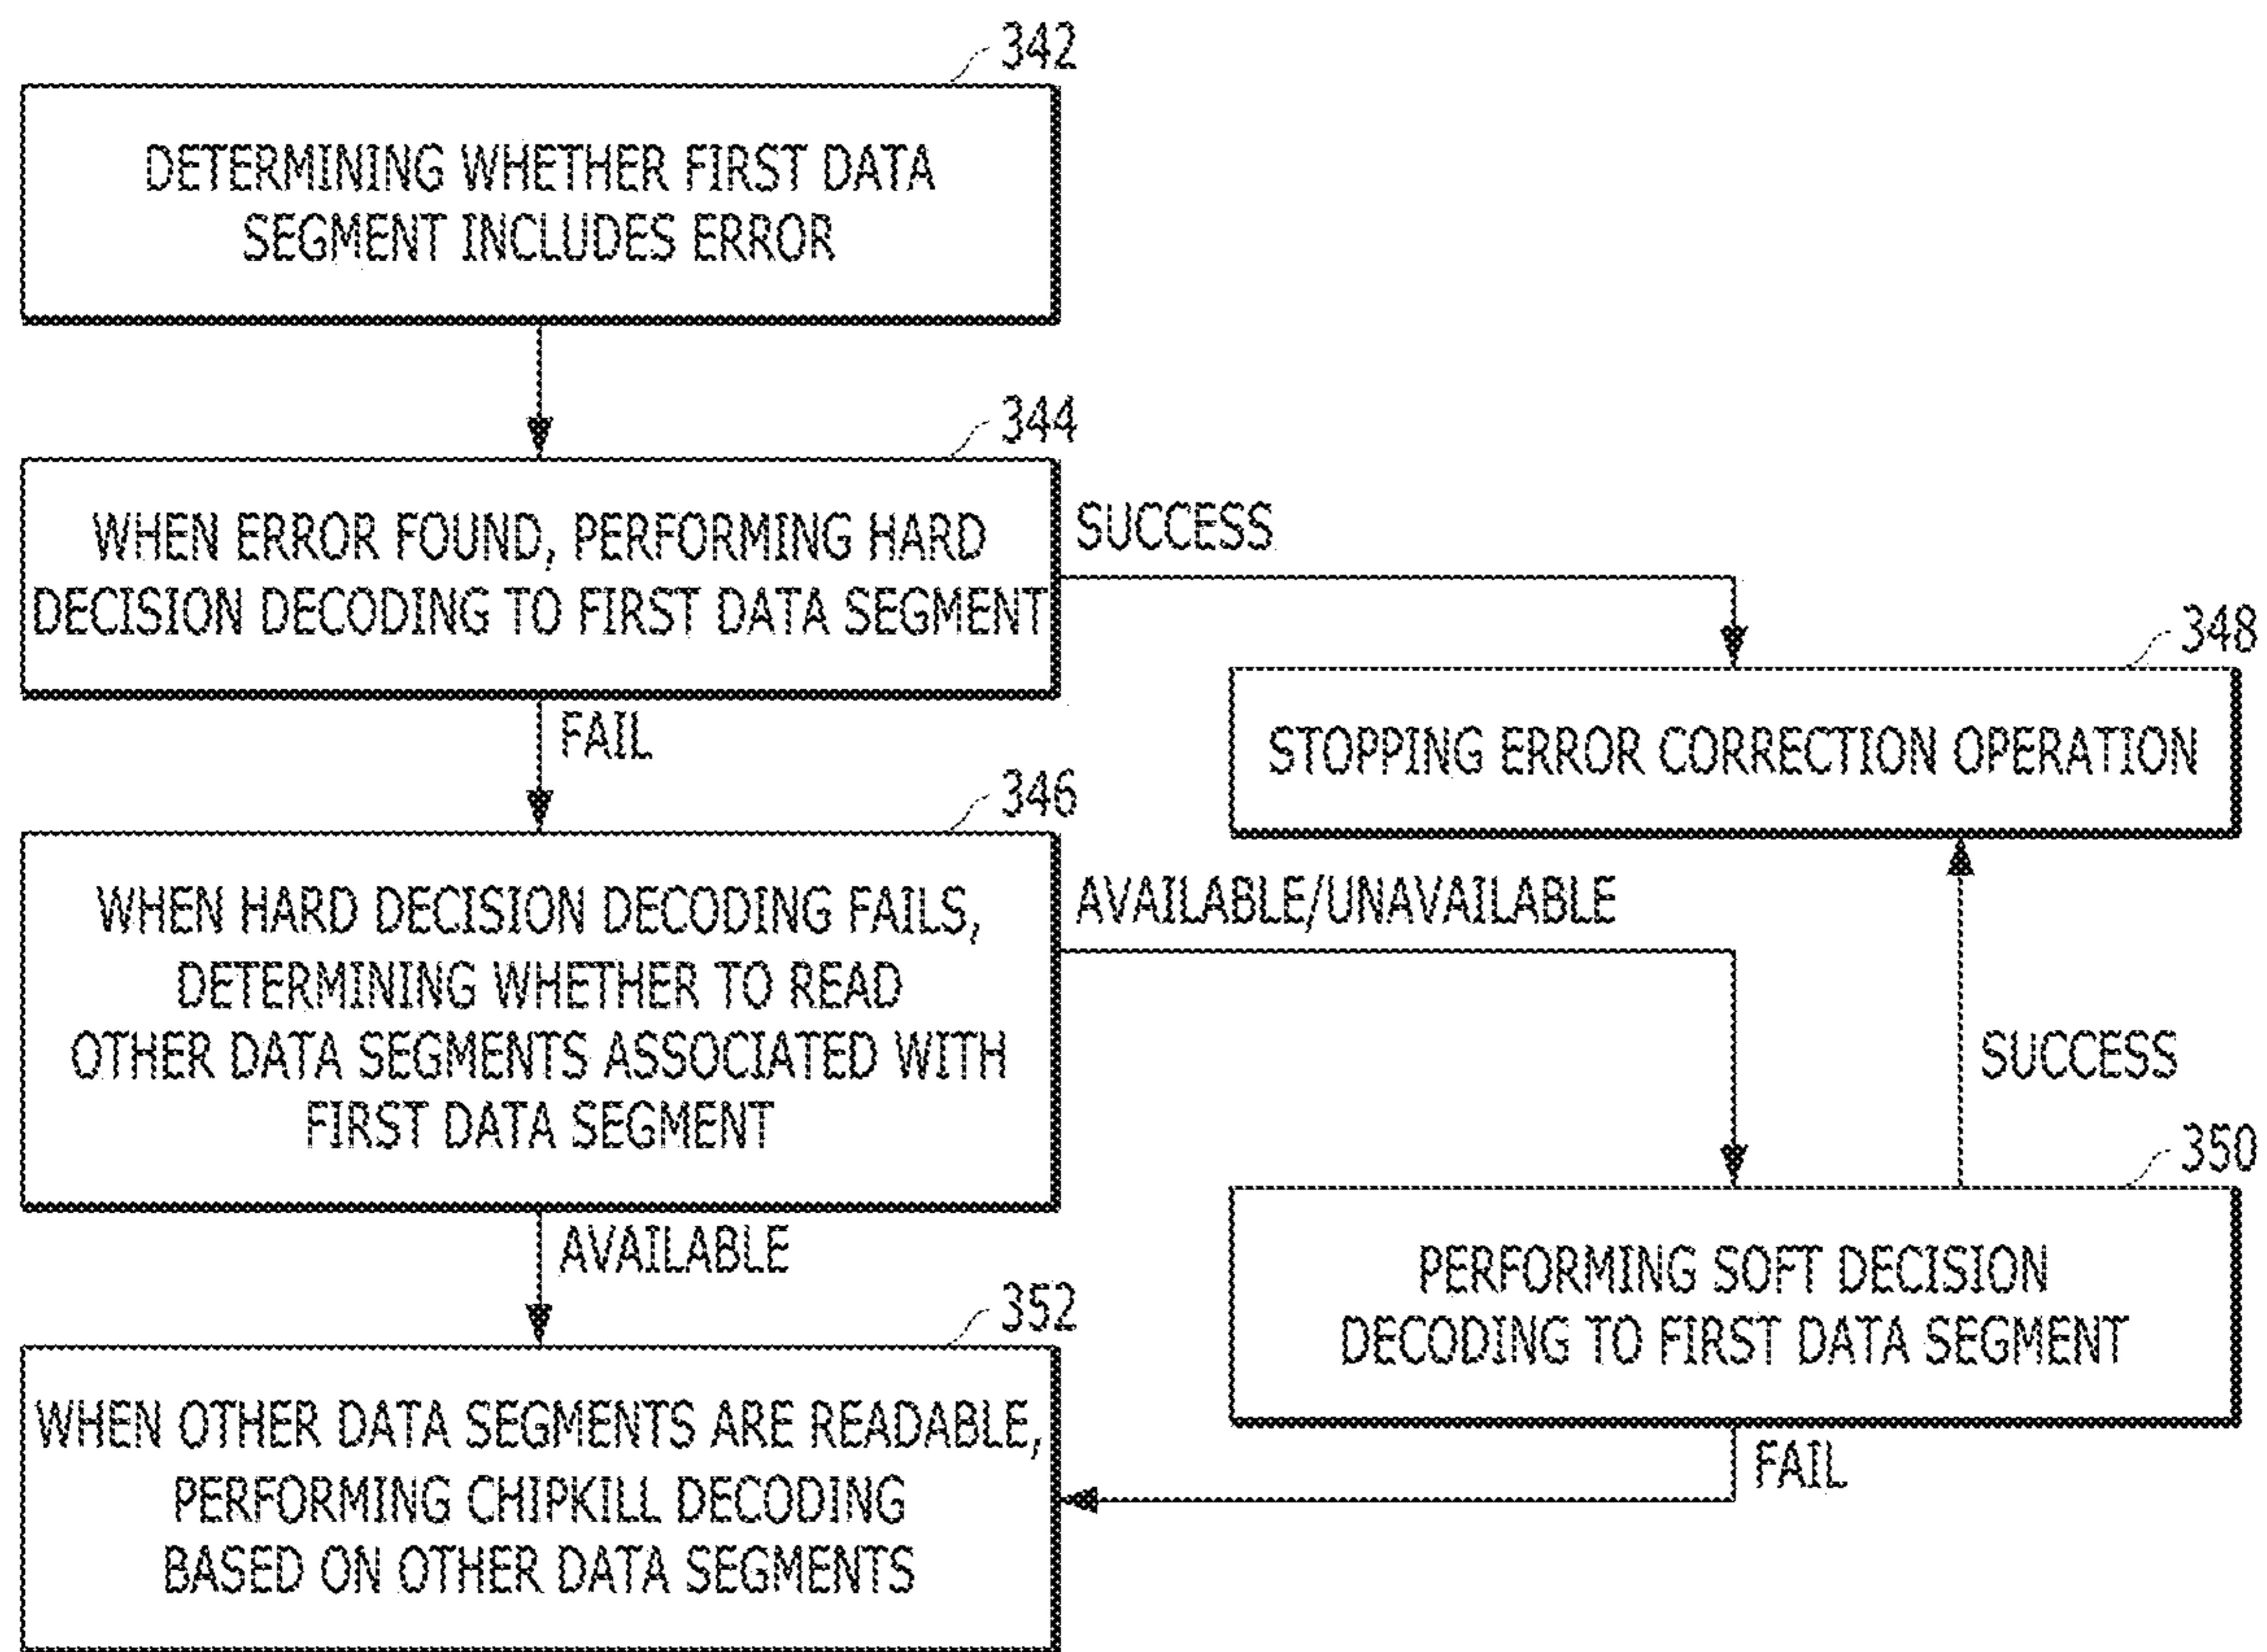 342
DETERMINING WHETHER FIRST DATA
SEGMENT INCLUDES ERROR
344
WHEN ERROR FOUND, PERFORMING HARD
DECISION DECODING TO FIRST DATA SEGMENT
SUCCESS
348
STOPPING ERROR CORRECTION OPERATION
FAIL
346
WHEN HARD DECISION DECODING FAILS,
DETERMINING WHETHER TO READ
OTHER DATA SEGMENTS ASSOCIATED WITH
FIRST DATA SEGMENT
AVAILABLE/UNAVAILABLE
SUCCESS
350
PERFORMING SOFT DECISION
DECODING TO FIRST DATA SEGMENT
AVAILABLE
352
WHEN OTHER DATA SEGMENTS ARE READABLE,
PERFORMING CHIPKILL DECODING
BASED ON OTHER DATA SEGMENTS
FAIL